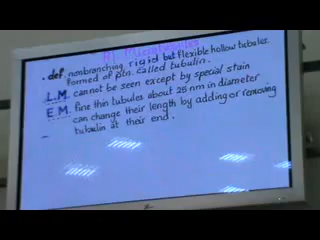 A) Microtubules
. def. nonbranching, rigid but flexible hollow tubules.
formed of ptn. called tubulin.
L.M. cannot be seen except by special stain
E.M. fine thin tubules about 25 nm in diameter
can change their length by adding or removing
tubulin at their end.